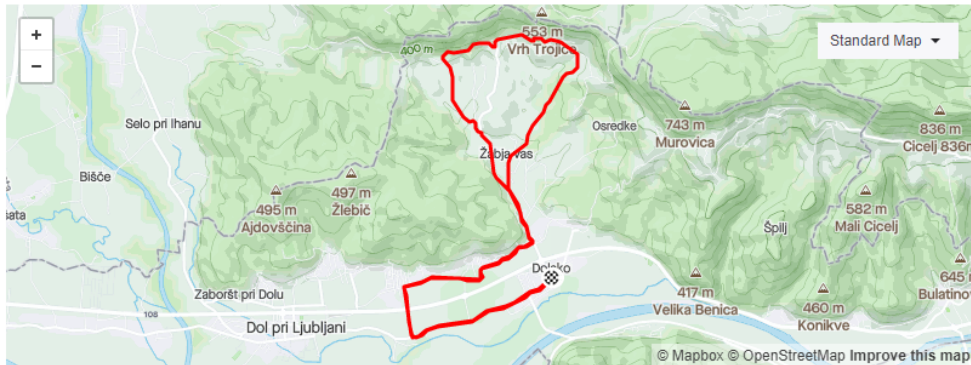 +
−
Standard Map
553 m
Vrh Trojice
400 m
Selo pri Ihanu
Bišče
Osredke
743 m
Murovica
836 m
Cicelj 836m
Žabja vas
497 m
Žlebič
495 m
Ajdovščina
582 m
Mali Cicelj
Špilj
645
Bulatinov
Dolsko
Zaboršt pri Dolu
417 m
Velika Benica
460 m
Konikve
108
Dol pri Ljubljani
© Mapbox © OpenStreetMap Improve this map